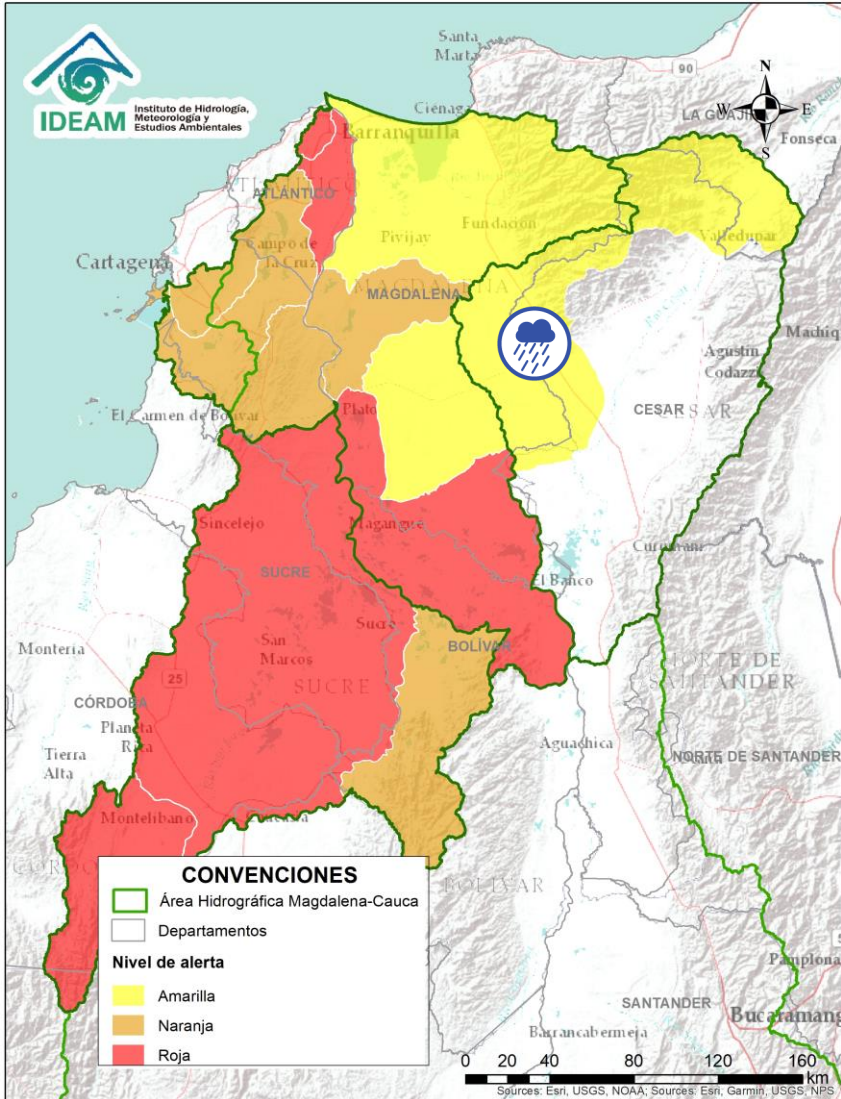 Santa
Marta
90
N
W
E
S
Ciénaga
LA GUAJIRA
Fonseca
IDEAM
Instituto de Hidrología,
Meteorología y
Estudios Ambientales
Barranquilla
ATLÁNTICO
Pivijay
Fundación
Valledupar
Campo de
la Cruz
Cartagena
MAGDALENA
Agustín
Codazzi
Machiq
El Carmen de Bolívar
Plato
CESAR
CESAR
Sincelejo
Magangué
SUCRE
El Banco
Sucre
San
Marcos
BOLÍVAR
Montería
SUCRE
NORTE DE
SANTANDER
25
CÓRDOBA
Planeta
Rica
Tierra
Alta
Aguachica
NORTE DE SANTANDER
Montelíbano
CONVENCIONES
Área Hidrográfica Magdalena-Cauca
Departamentos
Nivel de alerta
Amarilla
Naranja
Roja
BOLÍVAR
Pamplona
SANTANDER
Bucaramang
Barrancabermeja
0 20 40 80 120 160
km
Sources: Esri, USGS, NOAA; Sources: Esri, Garmin, USGS, NPS